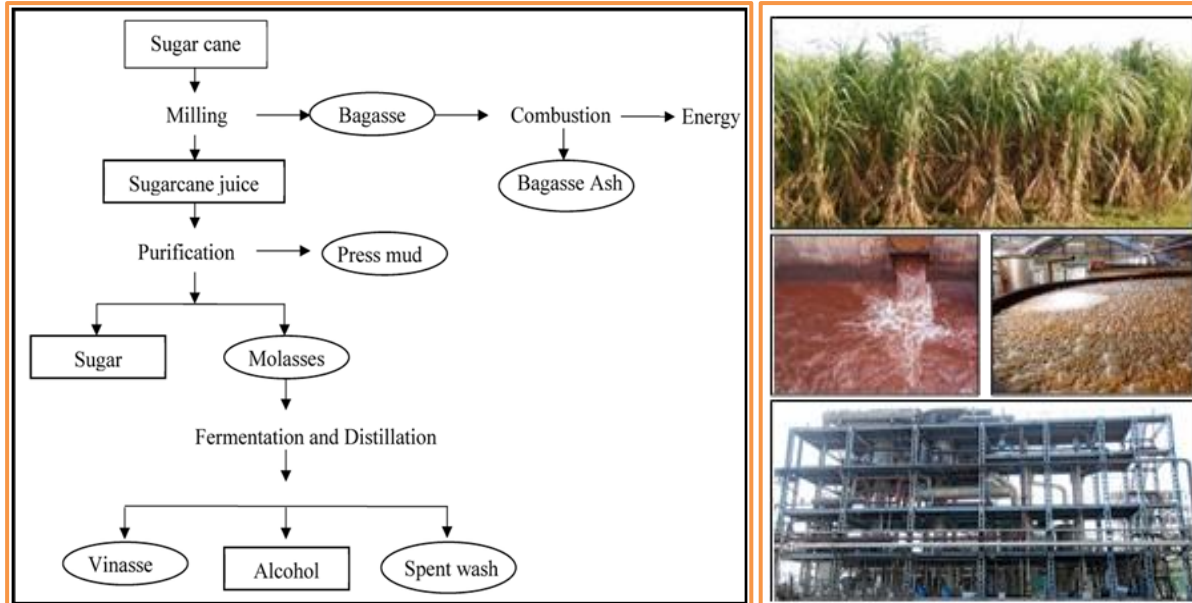 Sugar cane
Milling
Bagasse
Combustion
Energy
Sugarcane juice
Bagasse Ash
Purification
Press mud
Sugar
Molasses
Fermentation and Distillation
Vinasse
Alcohol
Spent wash